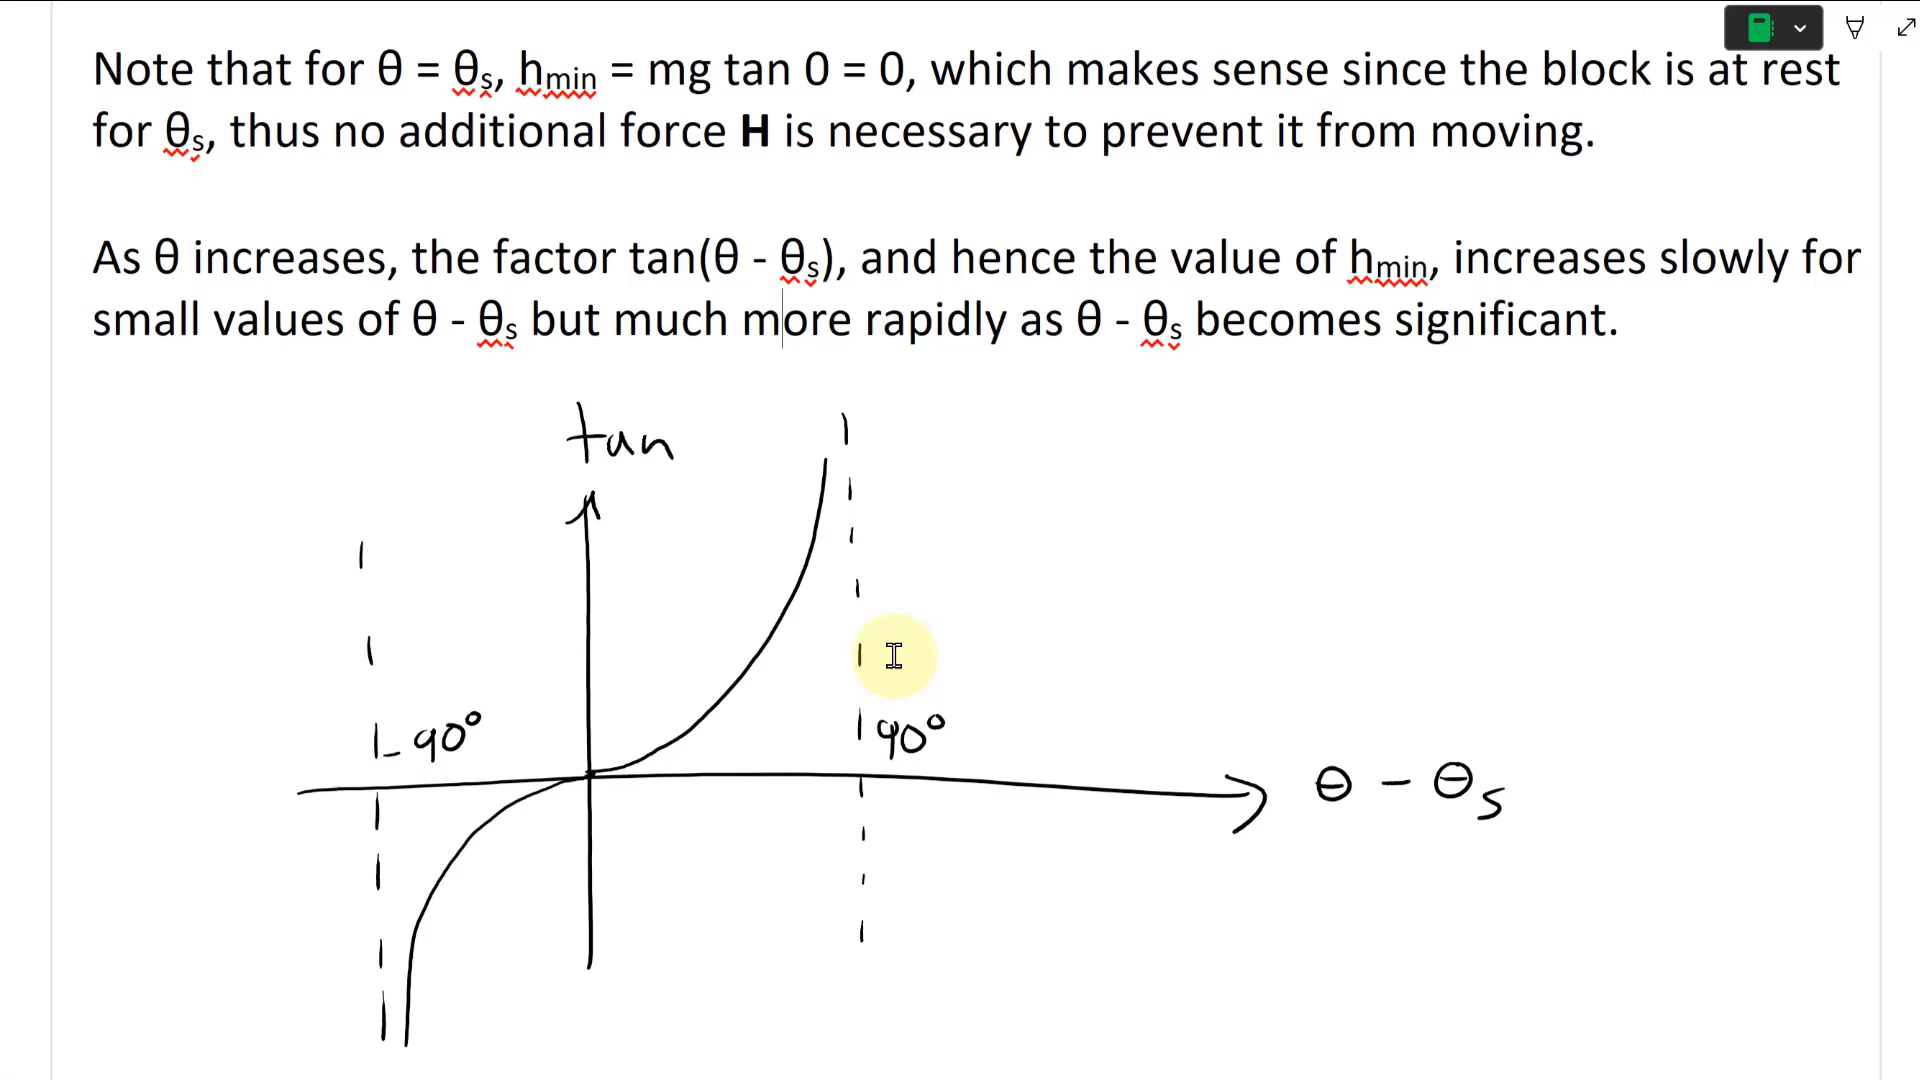 Note that for θ = θₛ, hmin = mg tan 0 = 0, which makes sense since the block is at rest
for θₛ, thus no additional force H is necessary to prevent it from moving.
As θ increases, the factor tan(θ - θₛ), and hence the value of hmin, increases slowly for
small values of θ - θₛ but much more rapidly as θ - θₛ becomes significant.
tan
- 90°
90°
θ - θₛ